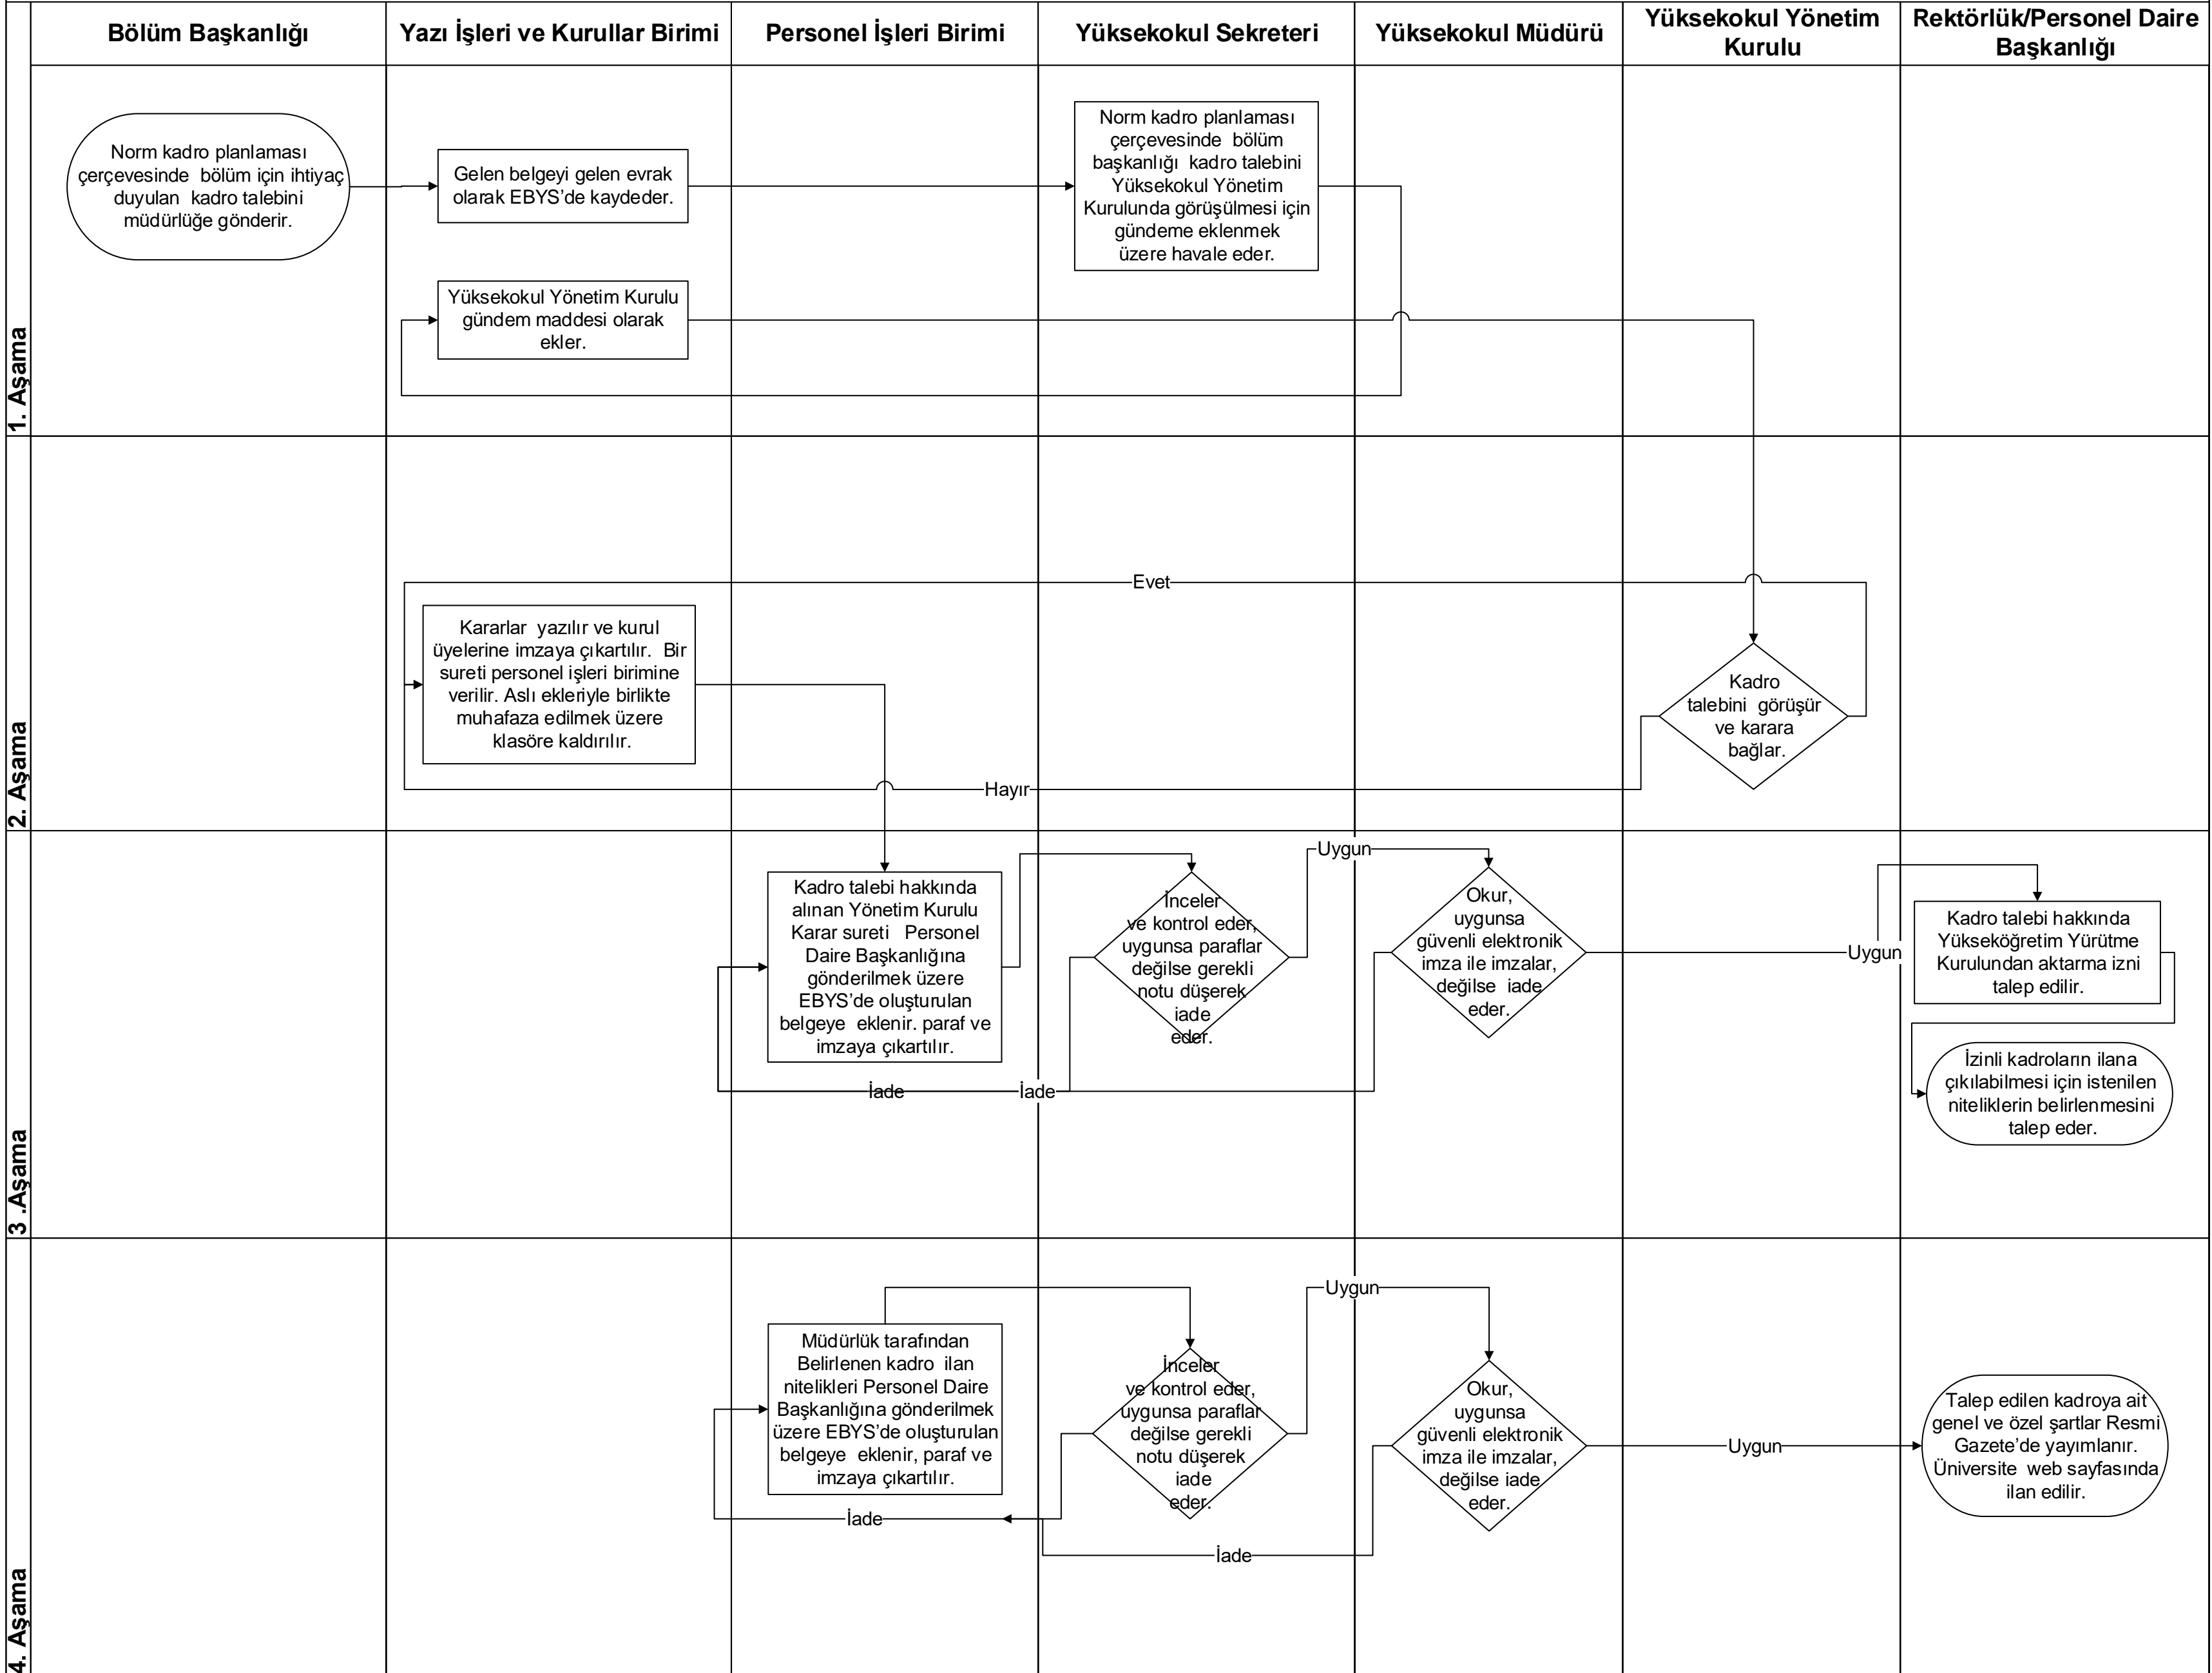 Bölüm Başkanlığı
Yazı İşleri ve Kurullar Birimi
Personel İşleri Birimi
Yüksekokul Sekreteri
Yüksekokul Müdürü
Yüksekokul Yönetim
Kurulu
Rektörlük/Personel Daire
Başkanlığı
1. Aşama
Norm kadro planlaması
çerçevesinde bölüm için ihtiyaç
duyulan kadro talebini
müdürlüğe gönderir.
Gelen belgeyi gelen evrak
olarak EBYS’de kaydeder.
Norm kadro planlaması
çerçevesinde bölüm
başkanlığı kadro talebini
Yüksekokul Yönetim
Kurulunda görüşülmesi için
gündeme eklenmek
üzere havale eder.
Yüksekokul Yönetim Kurulu
gündem maddesi olarak
ekler.
2. Aşama
Evet
Kararlar yazılır ve kurul
üyelerine imzaya çıkartılır. Bir
sureti personel işleri birimine
verilir. Aslı ekleriyle birlikte
muhafaza edilmek üzere
klasöre kaldırılır.
Kadro
talebini görüşür
ve karara
bağlar.
Hayır
3 .Aşama
Kadro talebi hakkında
alınan Yönetim Kurulu
Karar sureti Personel
Daire Başkanlığına
gönderilmek üzere
EBYS’de oluşturulan
belgeye eklenir. paraf ve
imzaya çıkartılır.
İnceler
ve kontrol eder,
uygunsa paraflar
değilse gerekli
notu düşerek
iade
eder.
Uygun
Okur,
uygunsa
güvenli elektronik
imza ile imzalar,
değilse iade
eder.
Uygun
Kadro talebi hakkında
Yükseköğretim Yürütme
Kurulundan aktarma izni
talep edilir.
İzinli kadroların ilana
çıkılabilmesi için istenilen
niteliklerin belirlenmesini
talep eder.
İade
İade
4. Aşama
Müdürlük tarafından
Belirlenen kadro ilan
nitelikleri Personel Daire
Başkanlığına gönderilmek
üzere EBYS’de oluşturulan
belgeye eklenir, paraf ve
imzaya çıkartılır.
İnceler
ve kontrol eder,
uygunsa paraflar
değilse gerekli
notu düşerek
iade
eder.
Uygun
Okur,
uygunsa
güvenli elektronik
imza ile imzalar,
değilse iade
eder.
Uygun
Talep edilen kadroya ait
genel ve özel şartlar Resmi
Gazete’de yayımlanır.
Üniversite web sayfasında
ilan edilir.
İade
İade